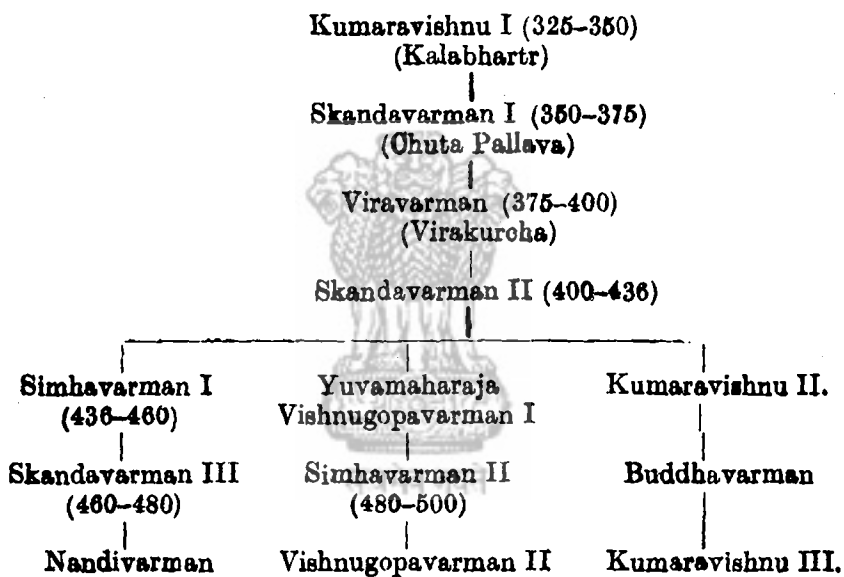 Kumaravishnu I (325-350)
(Kalabhartr)
Skandavarman I (350-375)
(Chuta Pallava)
Viravarman (375-400)
(Virakurcha)
Skandavarman II (400-436)
Simhavarman I
(436-460)
Yuvamaharaja
Vishnugopavarman I
Kumaravishnu II.
Skandavarman III
(460-480)
Simhavarman II
(480-500)
Buddhavarman
Nandivarman
Vishnugopavarman II
Kumaravishnu III.